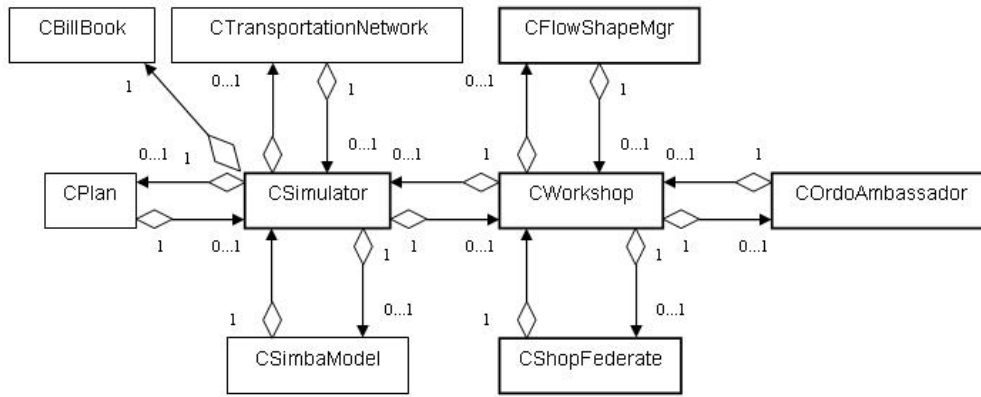 CBillBook
CTransportationNetwork
CFlowShapeMgr
1
0...1
1
0...1
1
0...1
1
0...1
0...1
1
0...1
1
0...1
1
CPlan
CSimulator
CWorkshop
COrdoAmbassador
1
0...1
1
1
0...1
1
1
0...1
1
0...1
1
0...1
CSimbaModel
CShopFederate